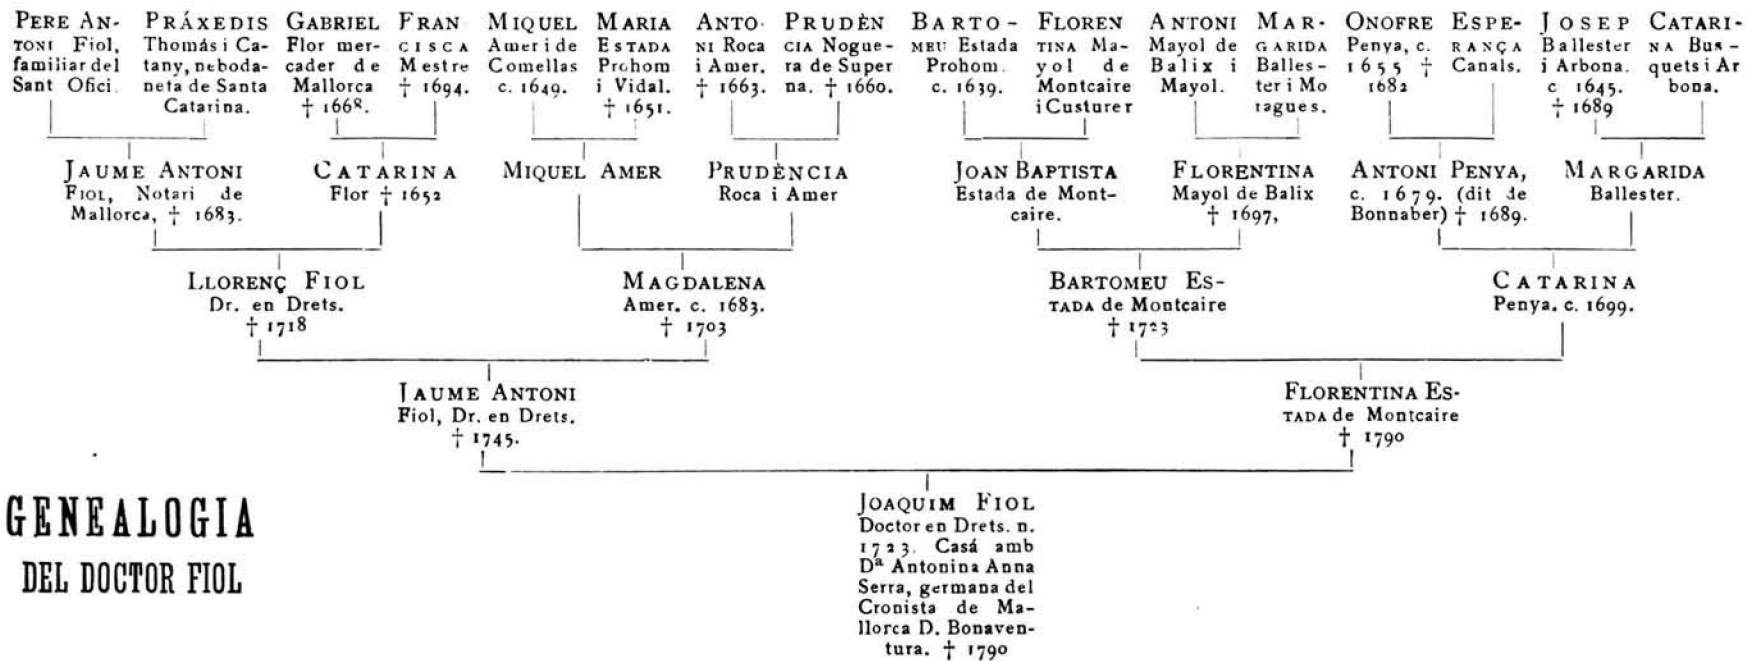 PERE AN-
TONI Fiol,
familiar del
Sant Ofici.
PRÁXEDIS
Thomás i Ca-
tany, neboda-
neta de Santa
Catarina.
GABRIEL
Flor mer-
cader de
Mallorca
† 1668.
FRAN
CISCA
Mestre
† 1694.
MIQUEL
Amer i de
Comellas
c. 1649.
MARIA
ESTADA
Prohom
i Vidal.
† 1651.
ANTO-
NI Roca
i Amer.
† 1663.
PRUDÈN
CIA Nogue-
ra de Super
na. † 1660.
BARTO-
MEU Estada
Prohom.
c. 1639.
FLOREN
TINA Ma-
yol de
Montcaire
i Custurer
ANTONI
Mayol de
Balix i
Mayol.
MAR-
GARIDA
Balles-
ter i Mo
ragues.
ONOFRE
Penya, c.
1655 †
1682
ESPE-
RANÇA
Canals.
JOSEP
Ballester
i Arbona.
c 1645.
† 1689
CATARI-
NA Bus-
quets i Ar
bona.
JAUME ANTONI
FIOL, Notari de
Mallorca, † 1683.
CATARINA
Flor † 1652
MIQUEL AMER
PRUDÈNCIA
Roca i Amer
JOAN BAPTISTA
Estada de Mont-
caire.
FLORENTINA
Mayol de Balix
† 1697,
ANTONI PENYA,
c. 1679. (dit de
Bonnaber) † 1689.
MARGARIDA
Ballester.
LLORENÇ FIOL
Dr. en Drets.
† 1718
MAGDALENA
Amer. c. 1683.
† 1703
BARTOMEU ES-
TADA de Montcaire
† 1723
CATARINA
Penya. c. 1699.
JAUME ANTONI
Fiol, Dr. en Drets.
† 1745.
FLORENTINA ES-
TADA de Montcaire
† 1790
GENEALOGIA
DEL DOCTOR FIOL
JOAQUIM FIOL
Doctor en Drets. n.
1723. Casá amb
Dª Antonina Anna
Serra, germana del
Cronista de Ma-
llorca D. Bonaven-
tura. † 1790